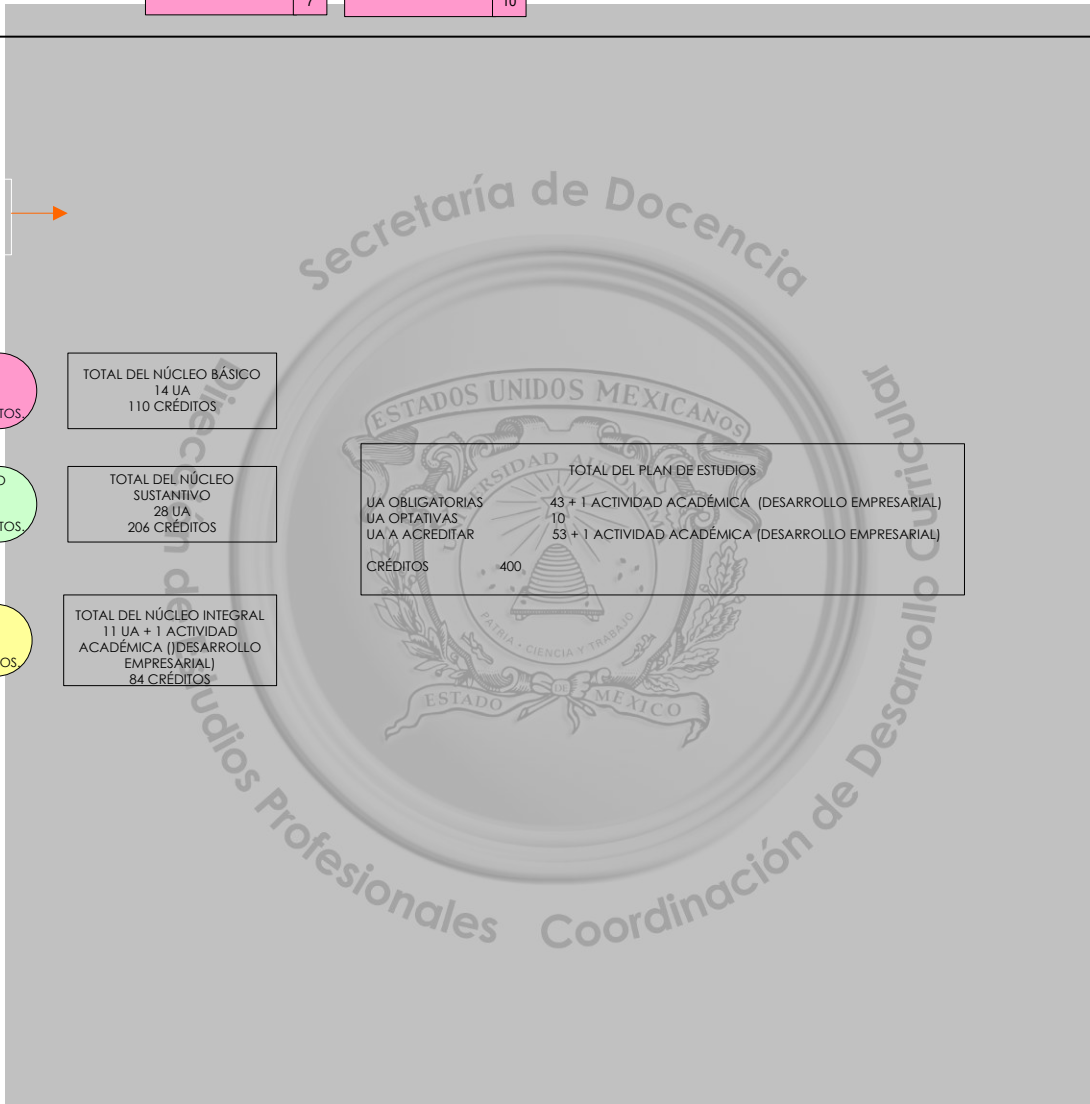 7
10
Secretaría de Docencia
TOS.
TOTAL DEL NÚCLEO BÁSICO
14 UA
110 CRÉDITOS
O
TOS.
TOTAL DEL NÚCLEO
SUSTANTIVO
28 UA
206 CRÉDITOS
OS.
TOTAL DEL NÚCLEO INTEGRAL
11 UA + 1 ACTIVIDAD
ACADÉMICA ()DESARROLLO
EMPRESARIAL)
84 CRÉDITOS
TOTAL DEL PLAN DE ESTUDIOS
UA OBLIGATORIAS 43 + 1 ACTIVIDAD ACADÉMICA (DESARROLLO EMPRESARIAL)
UA OPTATIVAS 10
UA A ACREDITAR 53 + 1 ACTIVIDAD ACADÉMICA (DESARROLLO EMPRESARIAL)
CRÉDITOS 400
ESTADOS UNIDOS MEXICANOS
PATRIA · CIENCIA Y TRABAJO
ESTADO DE MEXICO
Dirección de Estudios Profesionales
Coordinación de Desarrollo Curricular